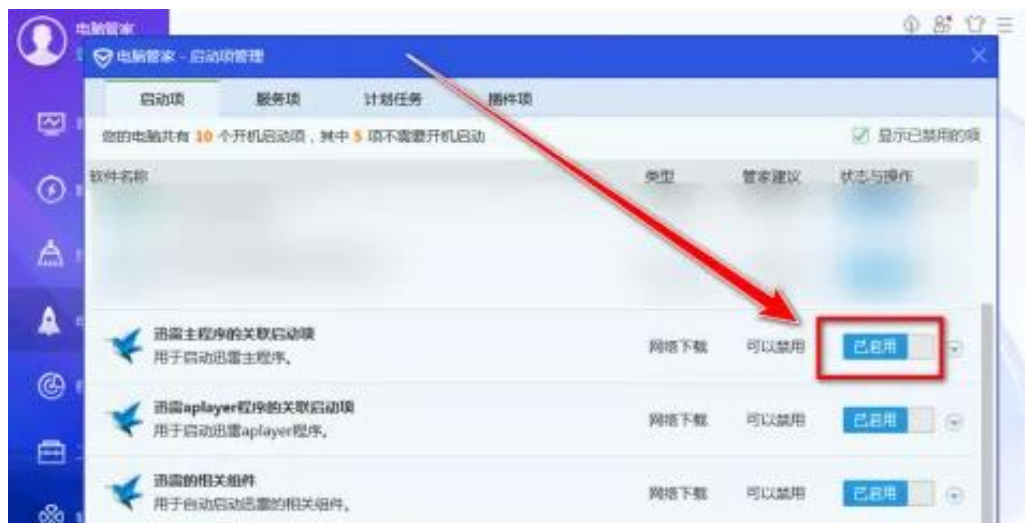 电脑管家
电脑管家 - 启动项管理
启动项 服务项 计划任务 插件项
您的电脑共有 10 个开机启动项，其中 5 项不需要开机启动 显示已禁用的项
软件名称 类型 管家建议 状态与操作
迅雷主程序的关联启动项
用于启动迅雷主程序。 网络下载 可以禁用 已启用
迅雷aplayer程序的关联启动项
用于启动迅雷aplayer程序。 网络下载 可以禁用 已启用
迅雷的相关组件
用于自动启动迅雷的相关组件。 网络下载 可以禁用 已启用